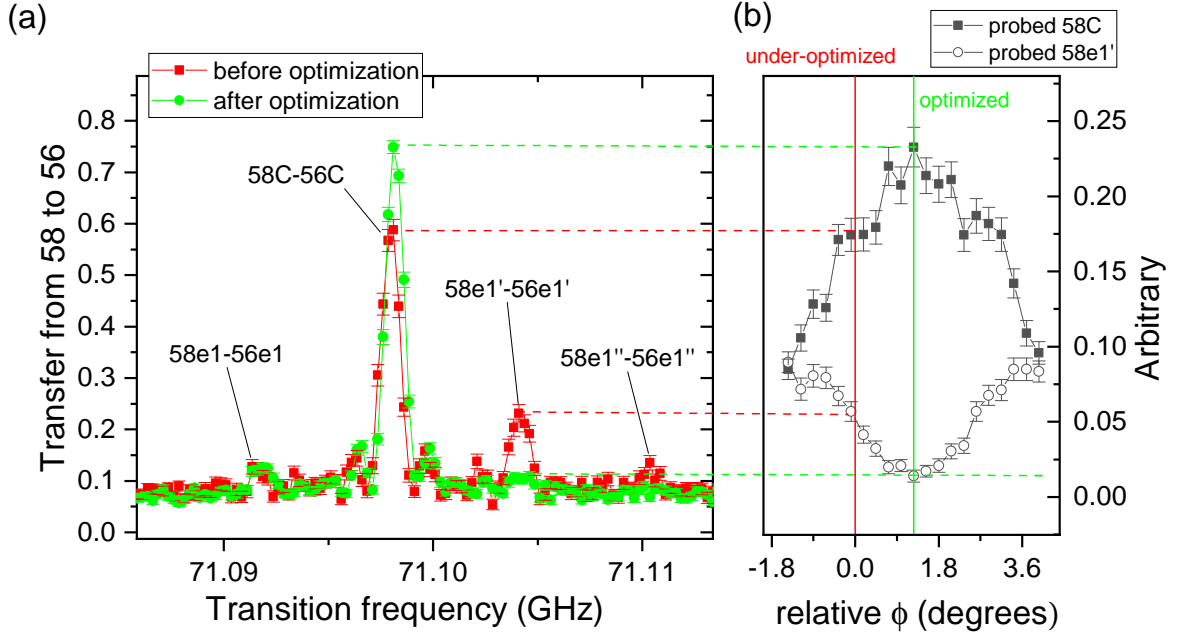 (a)
before optimization
after optimization
Transfer from 58 to 56
0.8
0.7
0.6
0.5
0.4
0.3
0.2
0.1
0.0
58C-56C
58e1'-56e1'
58e1-56e1
58e1''-56e1''
71.09
71.10
71.11
Transition frequency (GHz)
(b)
probed 58C
probed 58e1'
under-optimized
optimized
0.25
0.20
0.15
0.10
0.05
0.00
Arbitrary
-1.8
0.0
1.8
3.6
relative ϕ (degrees)